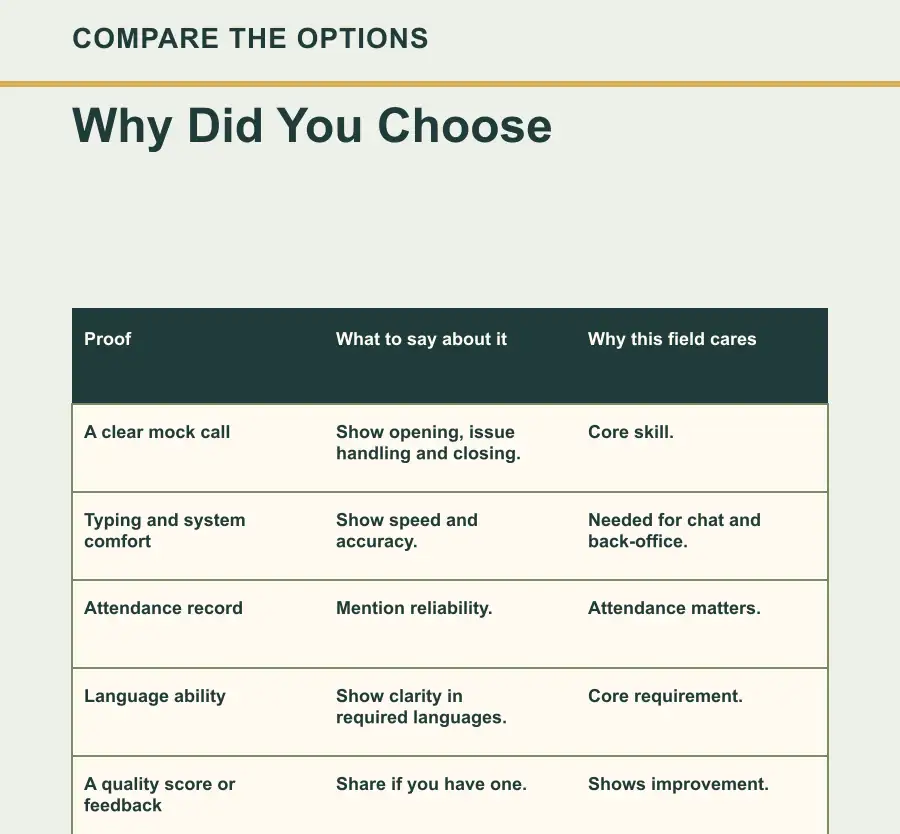 COMPARE THE OPTIONS
Why Did You Choose
Proof
What to say about it
Why this field cares
A clear mock call
Show opening, issue
handling and closing.
Core skill.
Typing and system
comfort
Show speed and
accuracy.
Needed for chat and
back-office.
Attendance record
Mention reliability.
Attendance matters.
Language ability
Show clarity in
required languages.
Core requirement.
A quality score or
feedback
Share if you have one.
Shows improvement.